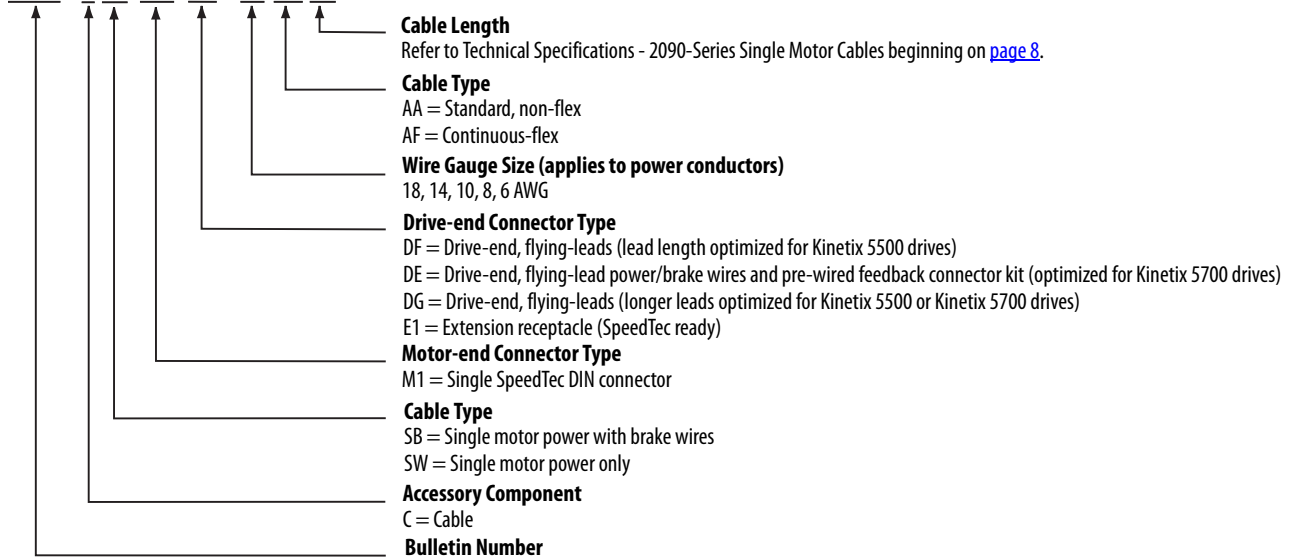 Cable Length
Refer to Technical Specifications - 2090-Series Single Motor Cables beginning on page 8.
Cable Type
AA = Standard, non-flex
AF = Continuous-flex
Wire Gauge Size (applies to power conductors)
18, 14, 10, 8, 6 AWG
Drive-end Connector Type
DF = Drive-end, flying-leads (lead length optimized for Kinetix 5500 drives)
DE = Drive-end, flying-lead power/brake wires and pre-wired feedback connector kit (optimized for Kinetix 5700 drives)
DG = Drive-end, flying-leads (longer leads optimized for Kinetix 5500 or Kinetix 5700 drives)
E1 = Extension receptacle (SpeedTec ready)
Motor-end Connector Type
M1 = Single SpeedTec DIN connector
Cable Type
SB = Single motor power with brake wires
SW = Single motor power only
Accessory Component
C = Cable
Bulletin Number